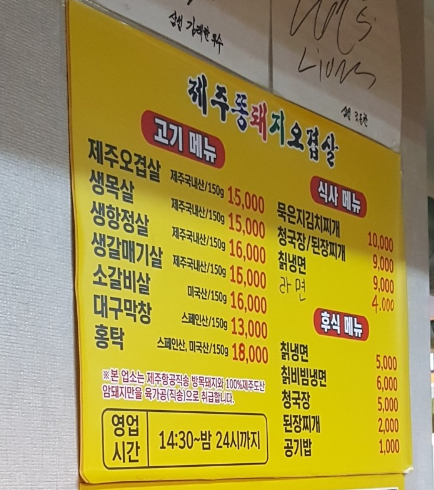 삼성 김태한 투수
Lions
제주똥돼지오겹살
고기 메뉴
제주오겹살 제주국내산/150g 15,000
생목살 제주국내산/150g 15,000
생항정살 제주국내산/150g 16,000
생갈매기살 제주국내산/150g 15,000
소갈비살 미국산/150g 16,000
대구막창 스페인산/150g 13,000
홍탁 스페인산, 미국산/150g 18,000
※본 업소는 제주항공직송 방목돼지와 100%제주도산
암돼지만을 육가공(직송)으로 취급합니다.
영업
시간
14:30~밤 24시까지
식사 메뉴
묵은지김치찌개 10,000
청국장/된장찌개 9,000
칡냉면 9,000
라면 4.000
후식 메뉴
칡냉면 5,000
칡비빔냉면 6,000
청국장 5,000
된장찌개 2,000
공기밥 1,000